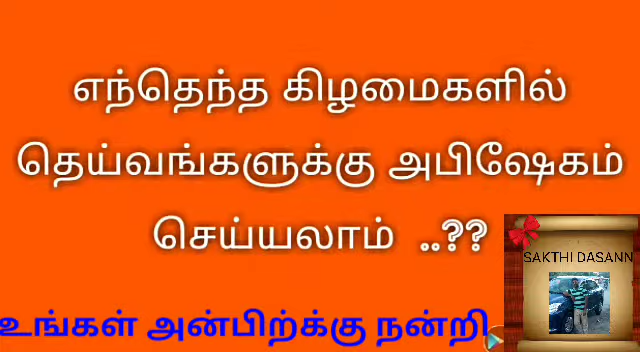 எந்தெந்த கிழமைகளில்
தெய்வங்களுக்கு அபிஷேகம்
செய்யலாம் ..??
SAKTHI DASANN
உங்கள் அன்பிற்க்கு நன்றி